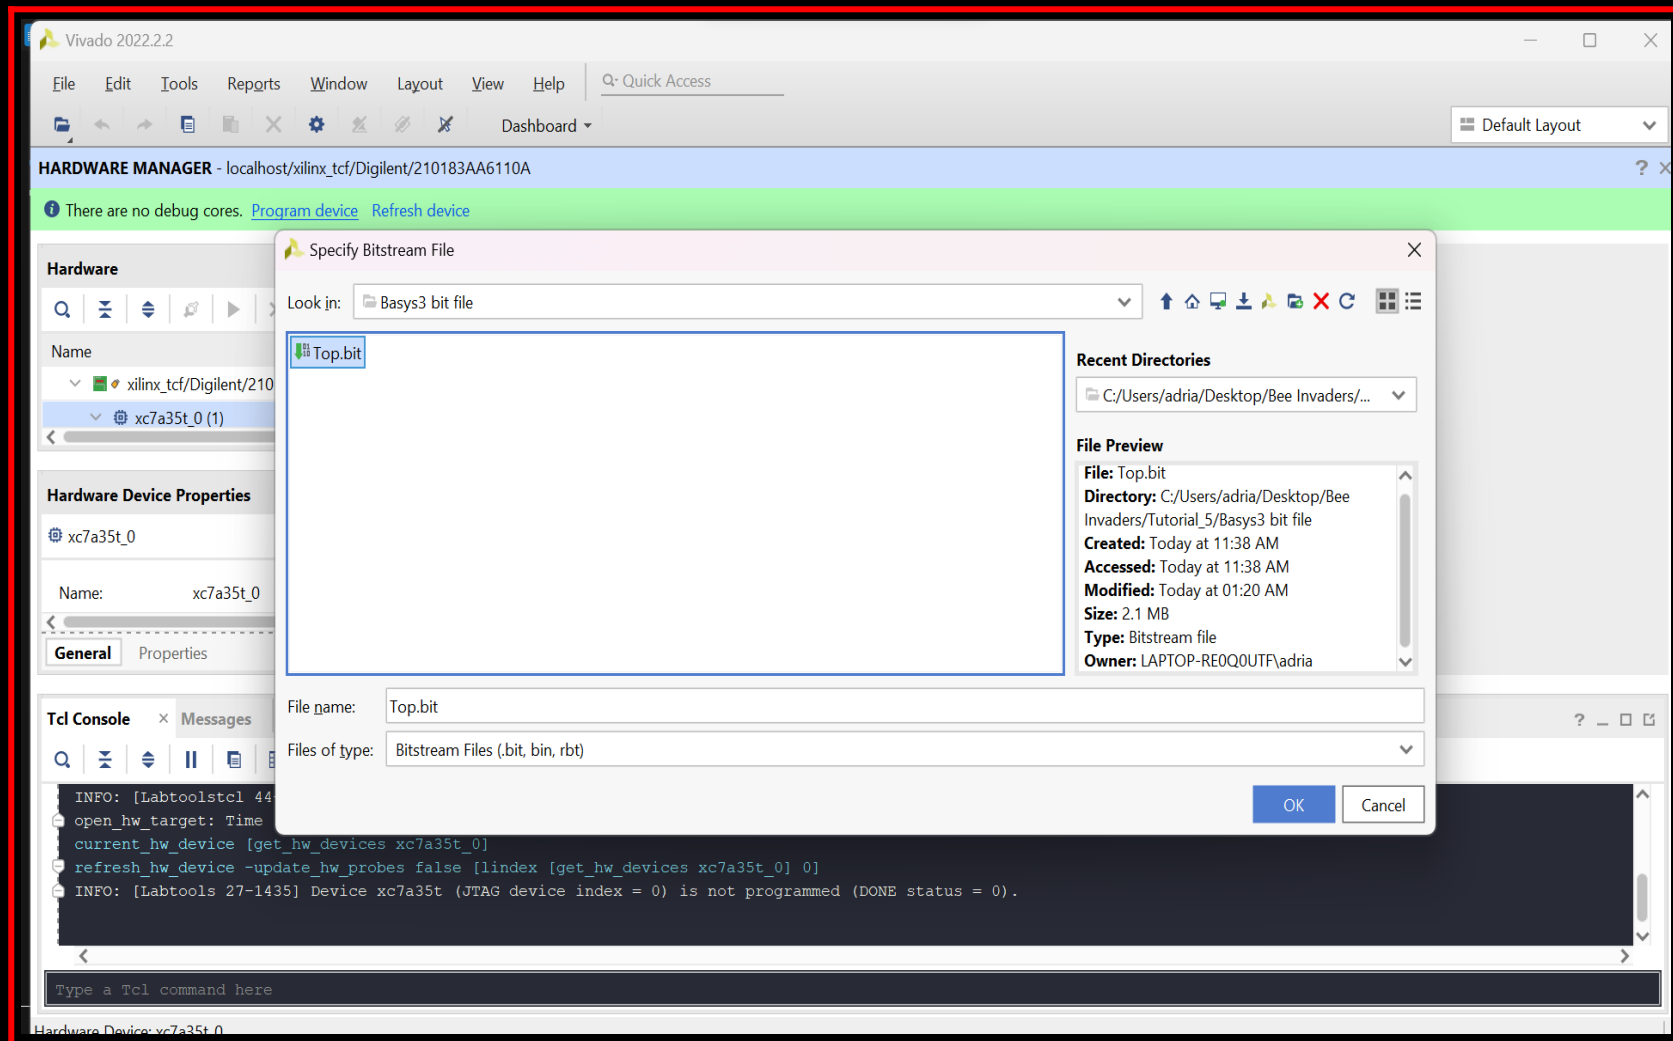 Vivado 2022.2.2
File Edit Tools Reports Window Layout View Help Quick Access
Dashboard Default Layout
HARDWARE MANAGER - localhost/xilinx_tcf/Digilent/210183AA6110A
There are no debug cores. Program device Refresh device
Specify Bitstream File
Hardware
Look in: Basys3 bit file
Name
Top.bit
Recent Directories
xilinx_tcf/Digilent/210
C:/Users/adria/Desktop/Bee Invaders/...
xc7a35t_0 (1)
File Preview
File: Top.bit
Directory: C:/Users/adria/Desktop/Bee
Invaders/Tutorial_5/Basys3 bit file
Created: Today at 11:38 AM
Accessed: Today at 11:38 AM
Modified: Today at 01:20 AM
Size: 2.1 MB
Type: Bitstream file
Owner: LAPTOP-RE0Q0UTF\adria
Hardware Device Properties
xc7a35t_0
Name: xc7a35t_0
General Properties
File name: Top.bit
Files of type: Bitstream Files (.bit, bin, rbt)
OK Cancel
Tcl Console Messages
INFO: [Labtoolstcl 44-
open_hw_target: Time
current_hw_device [get_hw_devices xc7a35t_0]
refresh_hw_device -update_hw_probes false [lindex [get_hw_devices xc7a35t_0] 0]
INFO: [Labtools 27-1435] Device xc7a35t (JTAG device index = 0) is not programmed (DONE status = 0).
Type a Tcl command here
Hardware Device: xc7a35t_0